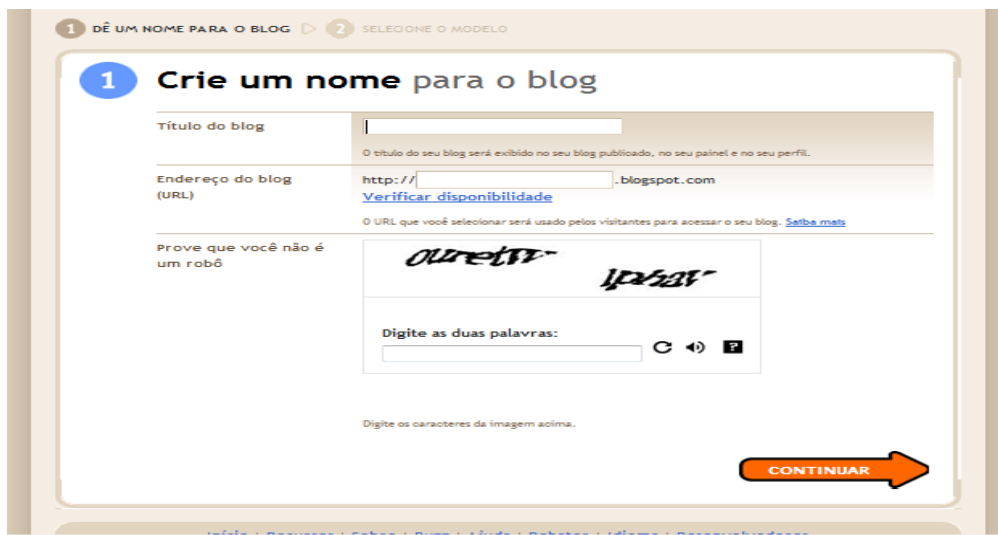 1 DÊ UM NOME PARA O BLOG 2 SELECIONE O MODELO
1 Crie um nome para o blog
Título do blog
O título do seu blog será exibido no seu blog publicado, no seu painel e no seu perfil.
Endereço do blog
(URL)
http:// .blogspot.com
Verificar disponibilidade
O URL que você selecionar será usado pelos visitantes para acessar o seu blog. Saiba mais
Prove que você não é
um robô
Digite as duas palavras:
?
Digite os caracteres da imagem acima.
CONTINUAR